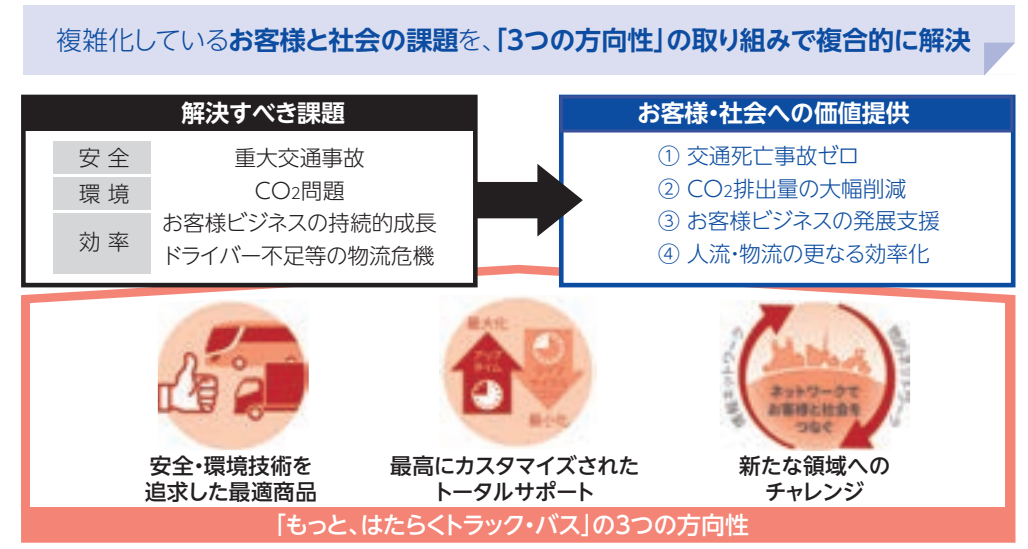 複雑化しているお客様と社会の課題を、「3つの方向性」の取り組みで複合的に解決
解決すべき課題
安全 重大交通事故
環境 CO2問題
効率 お客様ビジネスの持続的成長
ドライバー不足等の物流危機
お客様・社会への価値提供
① 交通死亡事故ゼロ
② CO2排出量の大幅削減
③ お客様ビジネスの発展支援
④ 人流・物流の更なる効率化
安全・環境技術を
追求した最適商品
最大化
アップ
タイム
最小化
最高にカスタマイズされた
トータルサポート
ネットワークで
お客様と社会を
つなぐ
新たな領域への
チャレンジ
「もっと、はたらくトラック・バス」の3つの方向性